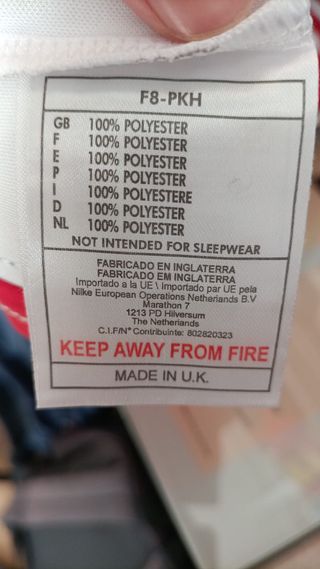 F8-PKH
GB 100% POLYESTER
F 100% POLYESTER
E 100% POLYESTER
P 100% POLYESTER
I 100% POLYESTERE
D 100% POLYESTER
NL 100% POLYESTER
NOT INTENDED FOR SLEEPWEAR
FABRICADO EN INGLATERRA
FABRICADO EM INGLATERRA
Importado a la UE \ Importado par UE pela
Nilke European Operations Netherlands B.V
Marathon 7
1213 PD Hilversum
The Netherlands
C.I.F/N° Contribuinte: 802820323
KEEP AWAY FROM FIRE
MADE IN U.K.